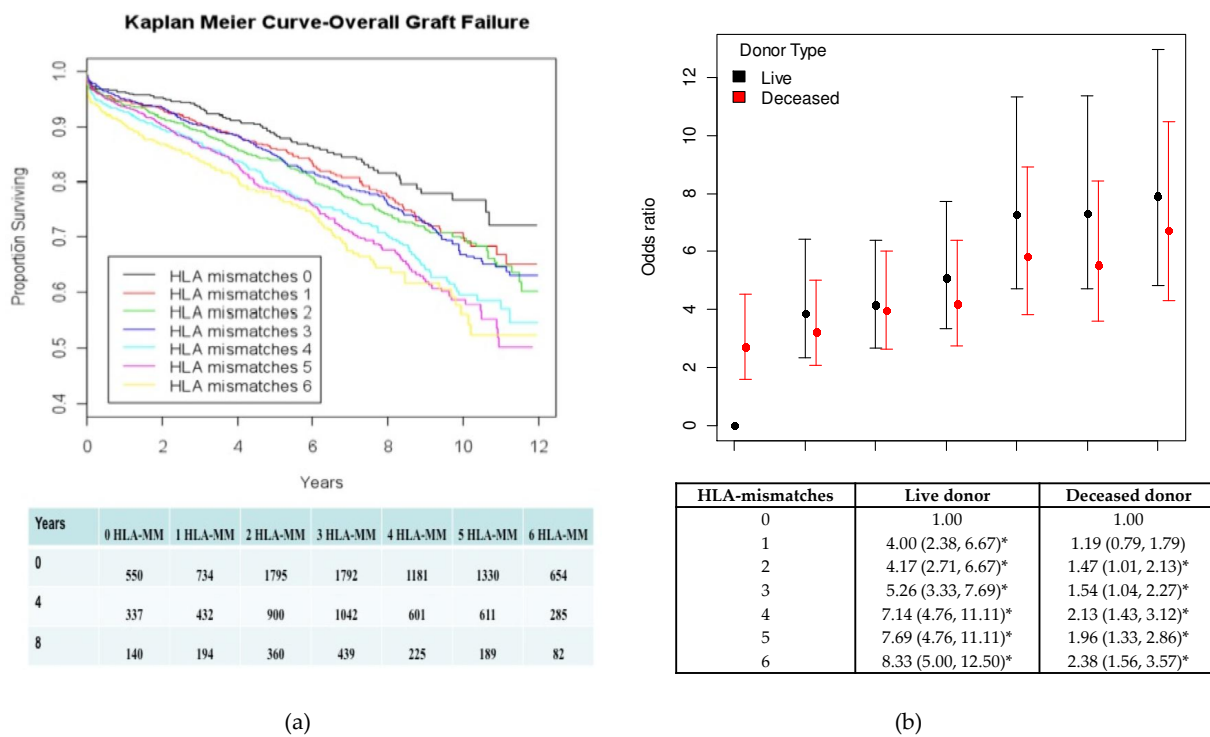 Kaplan Meier Curve-Overall Graft Failure
Proportion Surviving
1.0
0.9
0.8
0.7
0.6
0.5
0.4
HLA mismatches 0
HLA mismatches 1
HLA mismatches 2
HLA mismatches 3
HLA mismatches 4
HLA mismatches 5
HLA mismatches 6
0 2 4 6 8 10 12
Years
Years 0 HLA-MM 1 HLA-MM 2 HLA-MM 3 HLA-MM 4 HLA-MM 5 HLA-MM 6 HLA-MM
0 550 734 1795 1792 1181 1330 654
4 337 432 900 1042 601 611 285
8 140 194 360 439 225 189 82
(a)
Donor Type
Live
Deceased
Odds ratio
12
10
8
6
4
2
0
HLA-mismatches Live donor Deceased donor
0 1.00 1.00
1 4.00 (2.38, 6.67)* 1.19 (0.79, 1.79)
2 4.17 (2.71, 6.67)* 1.47 (1.01, 2.13)*
3 5.26 (3.33, 7.69)* 1.54 (1.04, 2.27)*
4 7.14 (4.76, 11.11)* 2.13 (1.43, 3.12)*
5 7.69 (4.76, 11.11)* 1.96 (1.33, 2.86)*
6 8.33 (5.00, 12.50)* 2.38 (1.56, 3.57)*
(b)